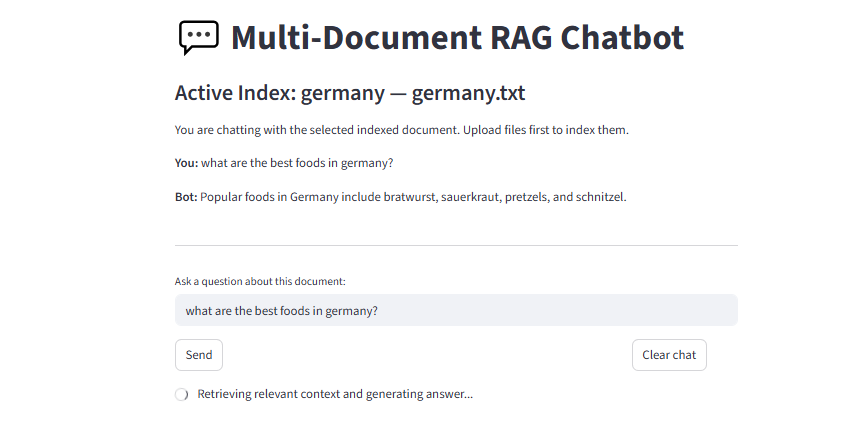 Multi-Document RAG Chatbot
Active Index: germany — germany.txt
You are chatting with the selected indexed document. Upload files first to index them.
You: what are the best foods in germany?
Bot: Popular foods in Germany include bratwurst, sauerkraut, pretzels, and schnitzel.
Ask a question about this document:
what are the best foods in germany?
Send
Clear chat
Retrieving relevant context and generating answer...